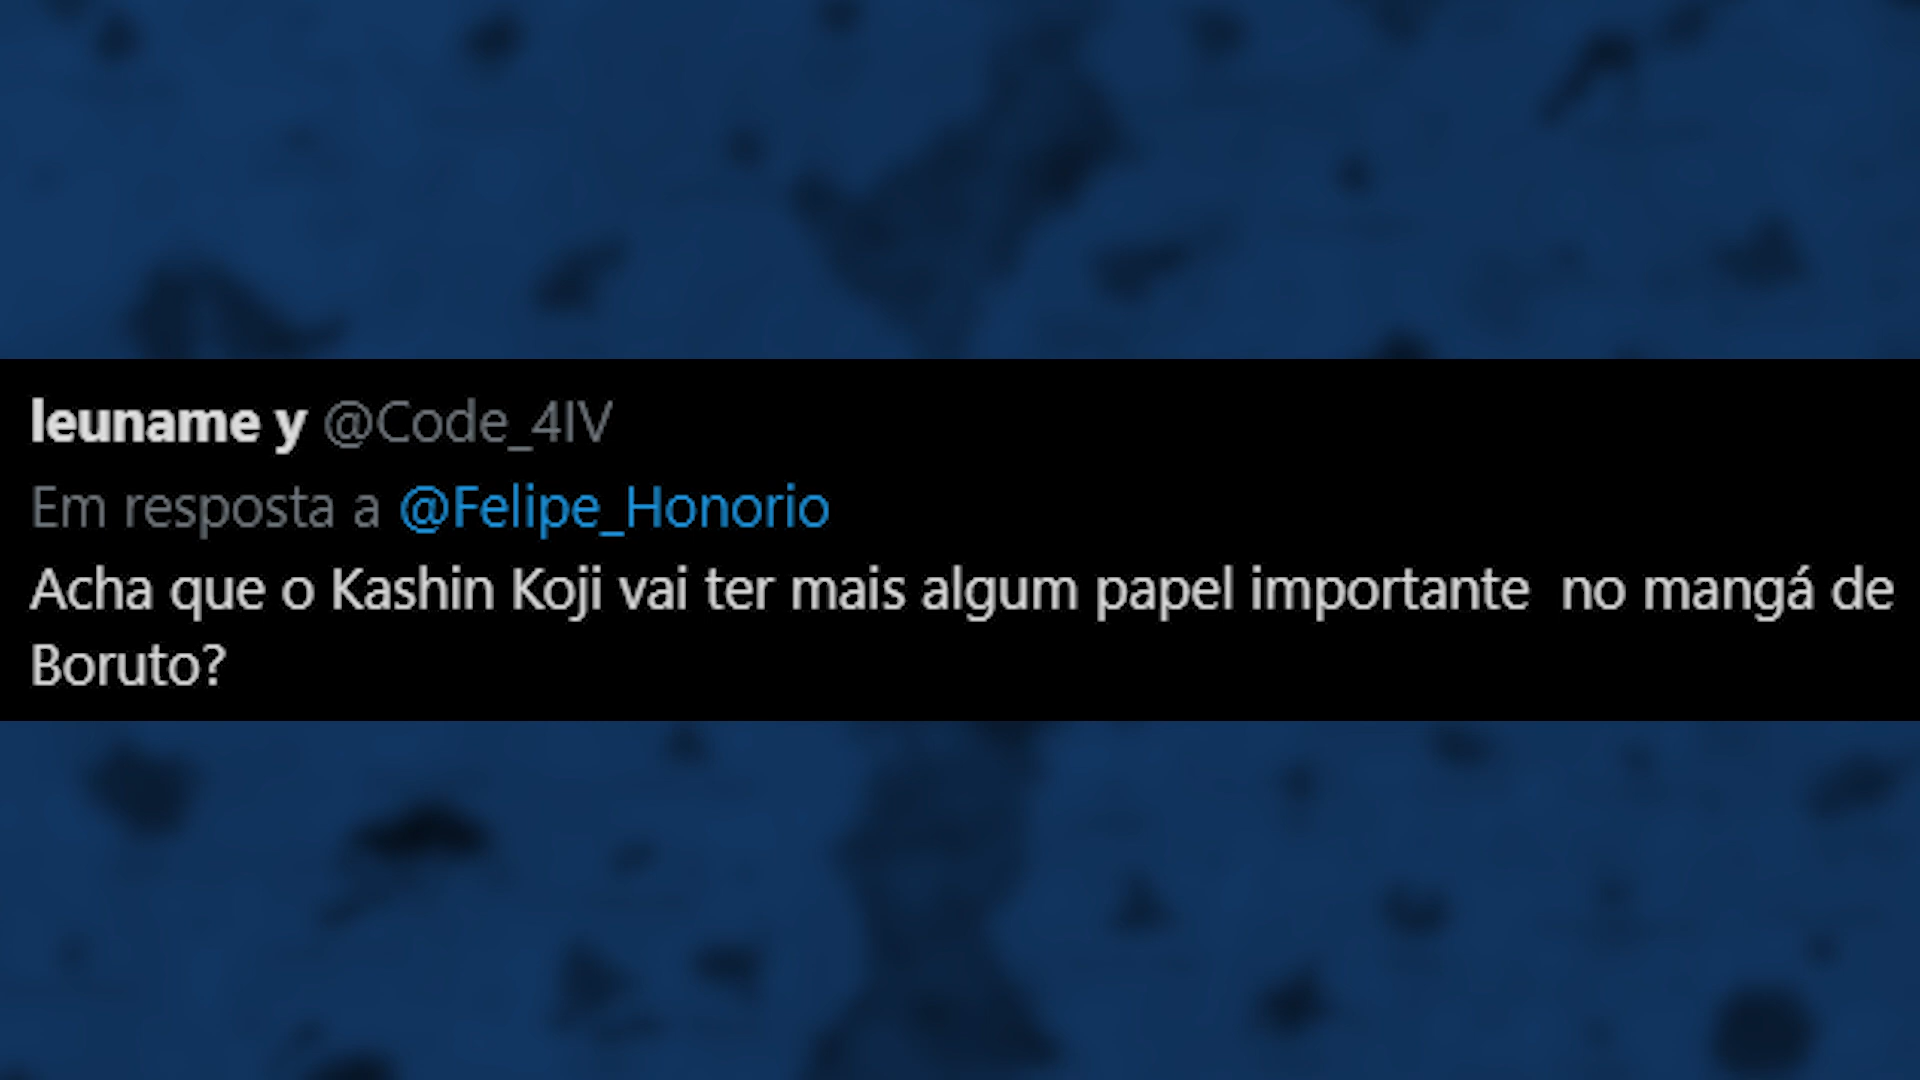 leuname y @Code_4IV
Em resposta a @Felipe_Honorio
Acha que o Kashin Koji vai ter mais algum papel importante  no mangá de
Boruto?